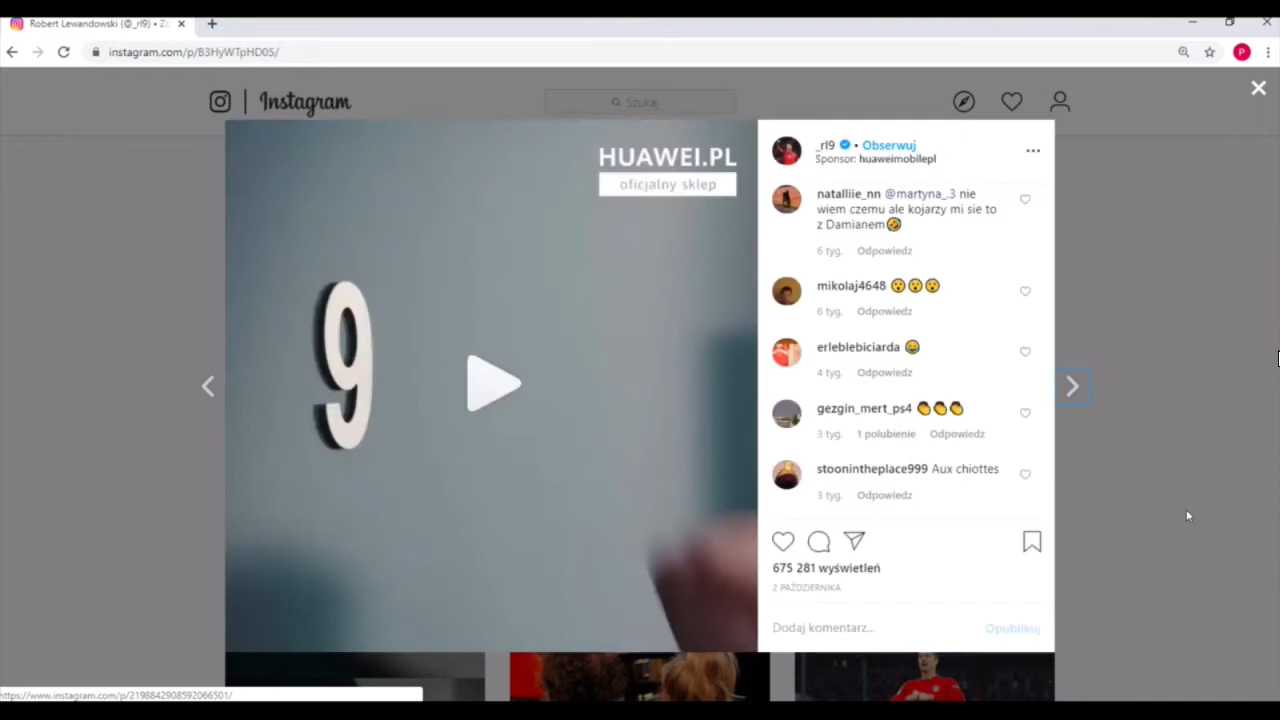 Robert Lewandowski (@_rl9) • Z
instagram.com/p/B3HyWTpHD05/
P
Instagram
Szukaj
HUAWEI.PL
oficjalny sklep
9
_rl9 • Obserwuj
Sponsor: huaweimobilepl
natalliie_nn @martyna_.3 nie
wiem czemu ale kojarzy mi sie to
z Damianem🤣
6 tyg. Odpowiedz
mikolaj4648 😮😮😮
6 tyg. Odpowiedz
erleblebiciarda 😂
4 tyg. Odpowiedz
gezgin_mert_ps4 👏👏👏
3 tyg. 1 polubienie Odpowiedz
stoonintheplace999 Aux chiottes
3 tyg. Odpowiedz
675 281 wyświetleń
2 PAŹDZIERNIKA
Dodaj komentarz...
Opublikuj
https://www.instagram.com/p/2198842908592066501/